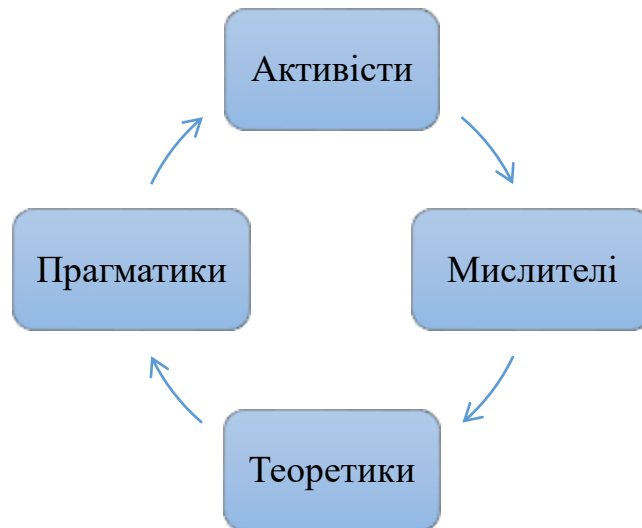 Активісти
Мислителі
Теоретики
Прагматики